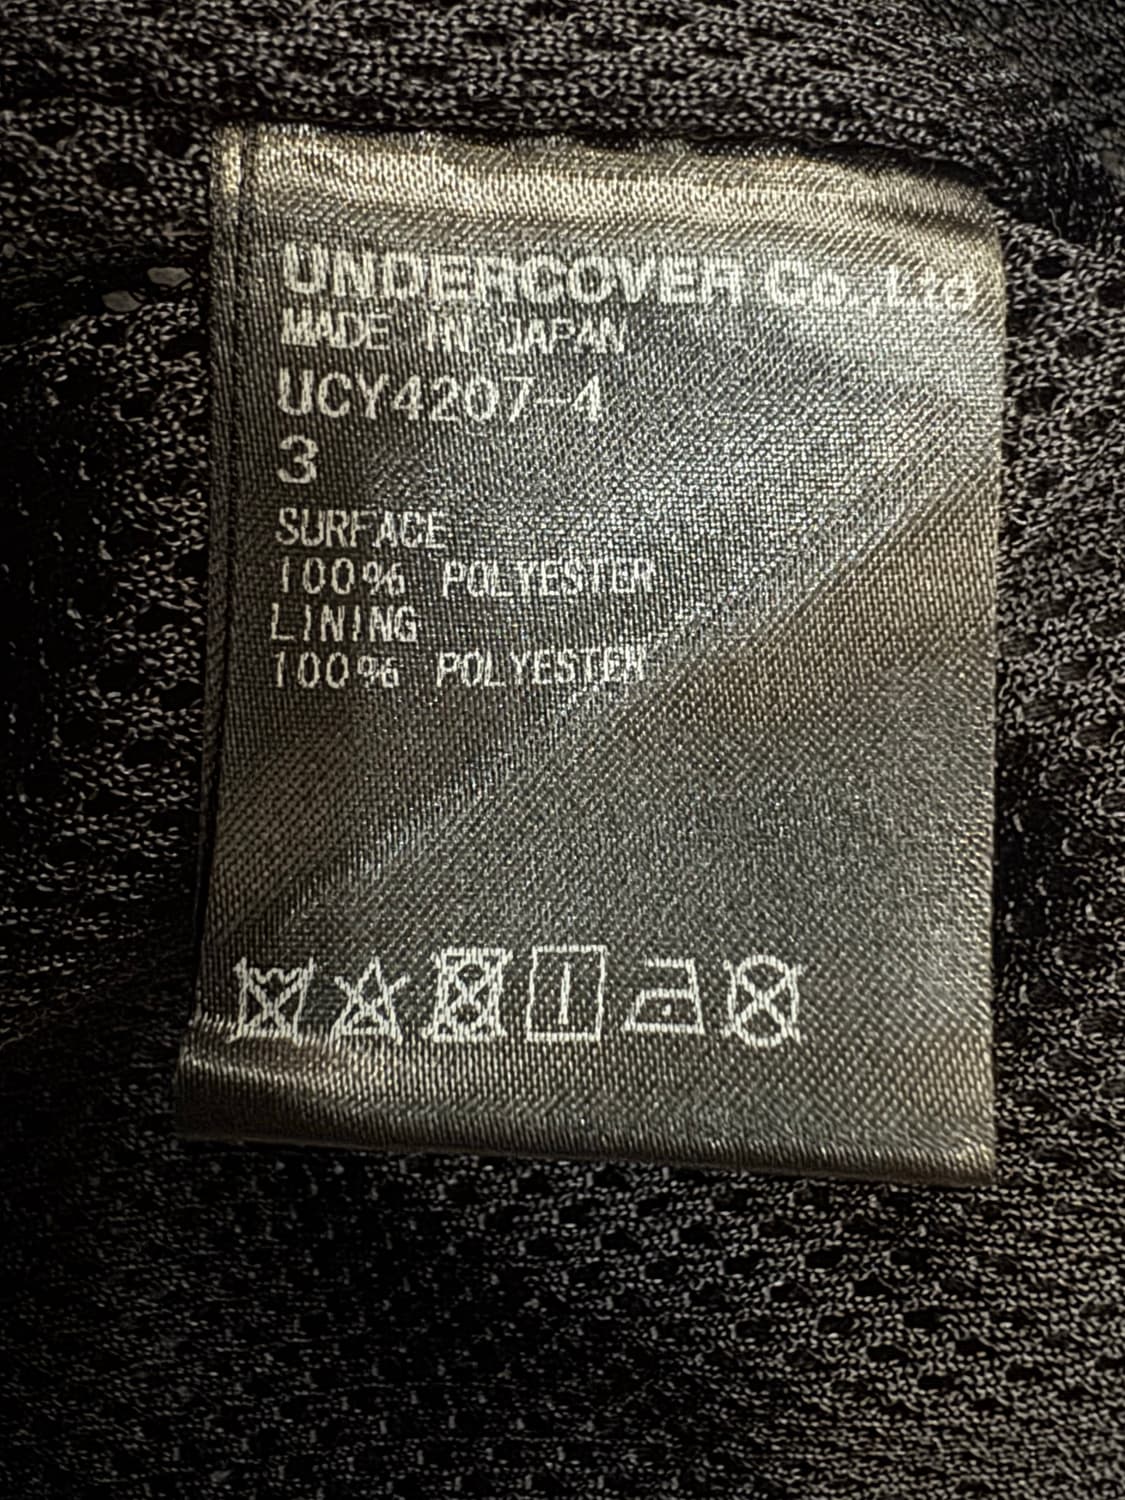 UNDERCOVER Co.,Ltd
MADE IN JAPAN
UCY4207-4
3
SURFACE
100% POLYESTER
LINING
100% POLYESTER